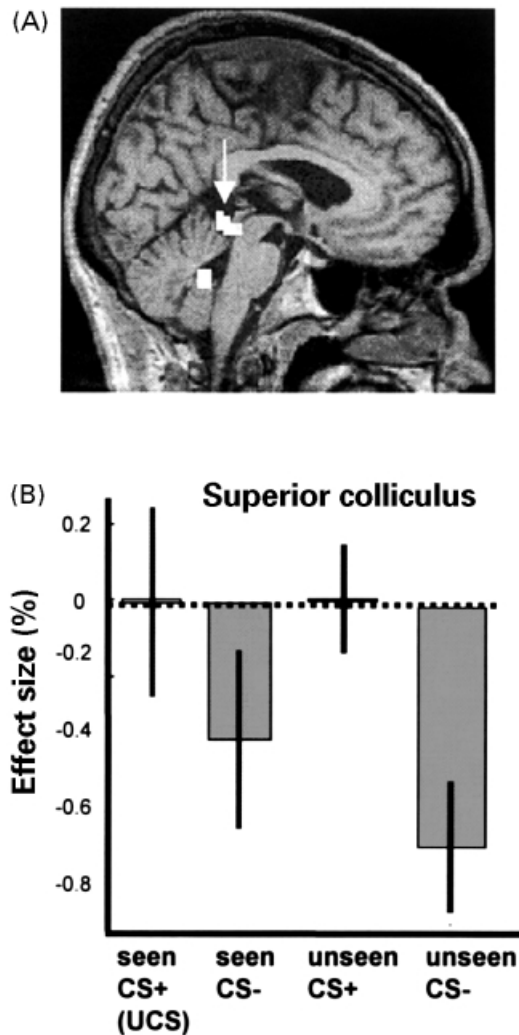 (A)
(B)
Superior colliculus
Effect size (%)
0.2
0
-0.2
-0.4
-0.6
-0.8
seen CS+ (UCS)
seen CS-
unseen CS+
unseen CS-